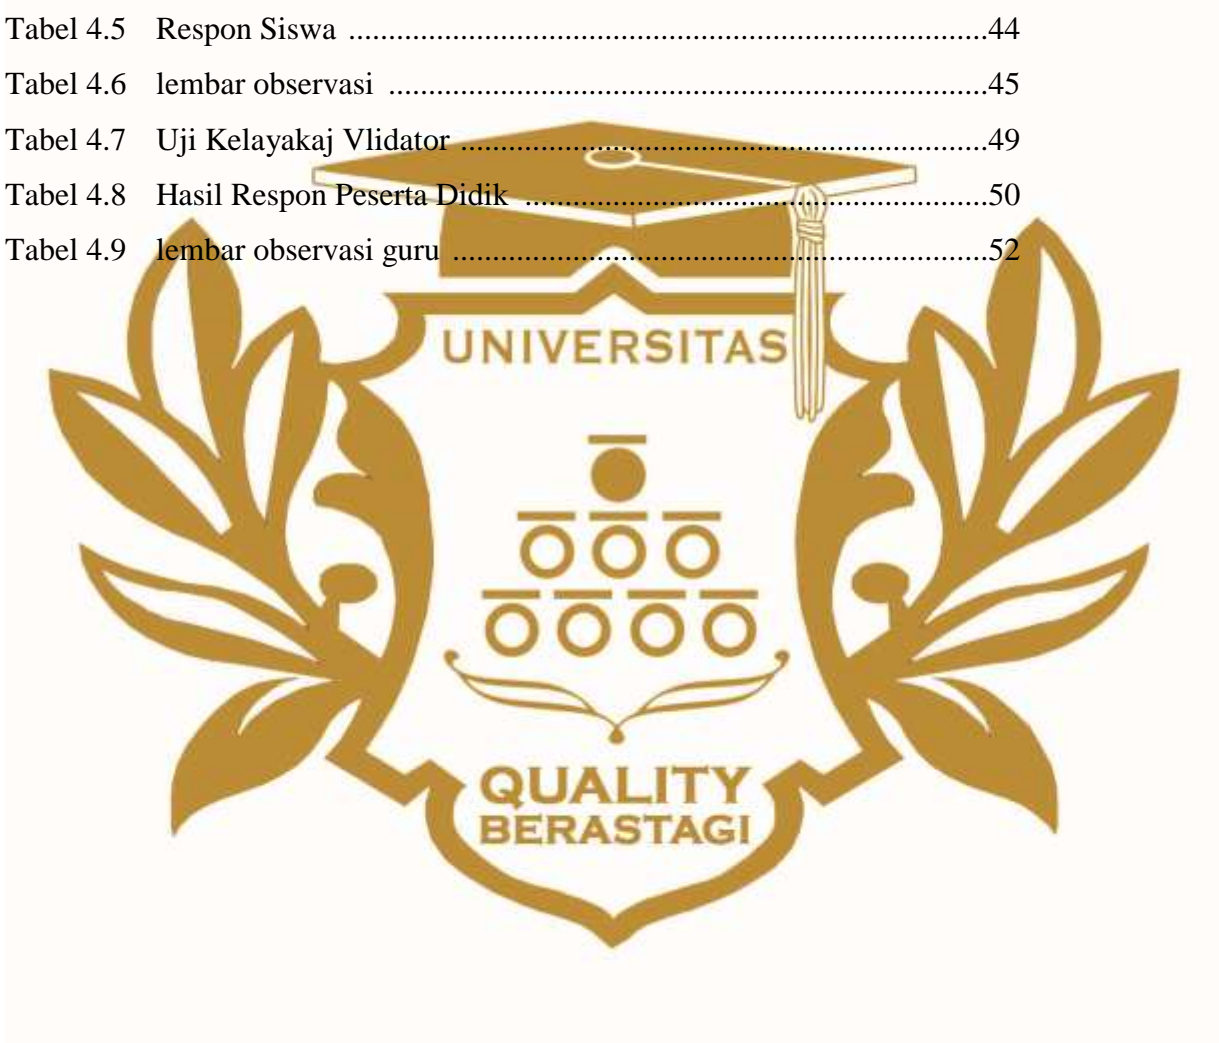 Tabel 4.5 Respon Siswa ................................................................................44
Tabel 4.6 lembar observasi ...........................................................................45
Tabel 4.7 Uji Kelayakaj Vlidator ..................................................................49
Tabel 4.8 Hasil Respon Peserta Didik ..........................................................50
Tabel 4.9 lembar observasi guru ...................................................................52
UNIVERSITAS
QUALITY
BERASTAGI